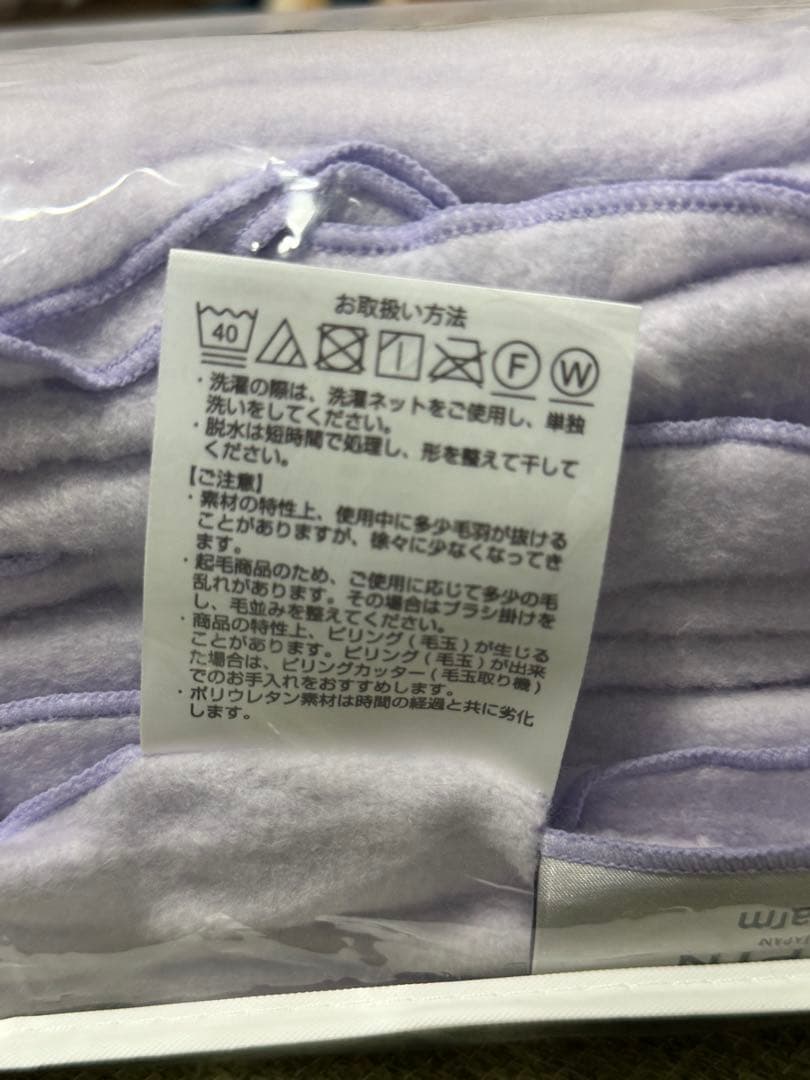 お取扱い方法
40 F W
・洗濯の際は、洗濯ネットをご使用し、単独
洗いをしてください。
・脱水は短時間で処理し、形を整えて干して
ください。
【ご注意】
・素材の特性上、使用中に多少毛羽が抜ける
ことがありますが、徐々に少なくなってき
ます。
・起毛商品のため、ご使用に応じて多少の毛
乱れがあります。その場合はブラシ掛けを
し、毛並みを整えてください。
・商品の特性上、ピリング(毛玉)が生じる
ことがあります。ピリング(毛玉)が出来
た場合は、ピリングカッター(毛玉取り機)
でのお手入れをおすすめします。
・ポリウレタン素材は時間の経過と共に劣化
します。
arm
JAPAN